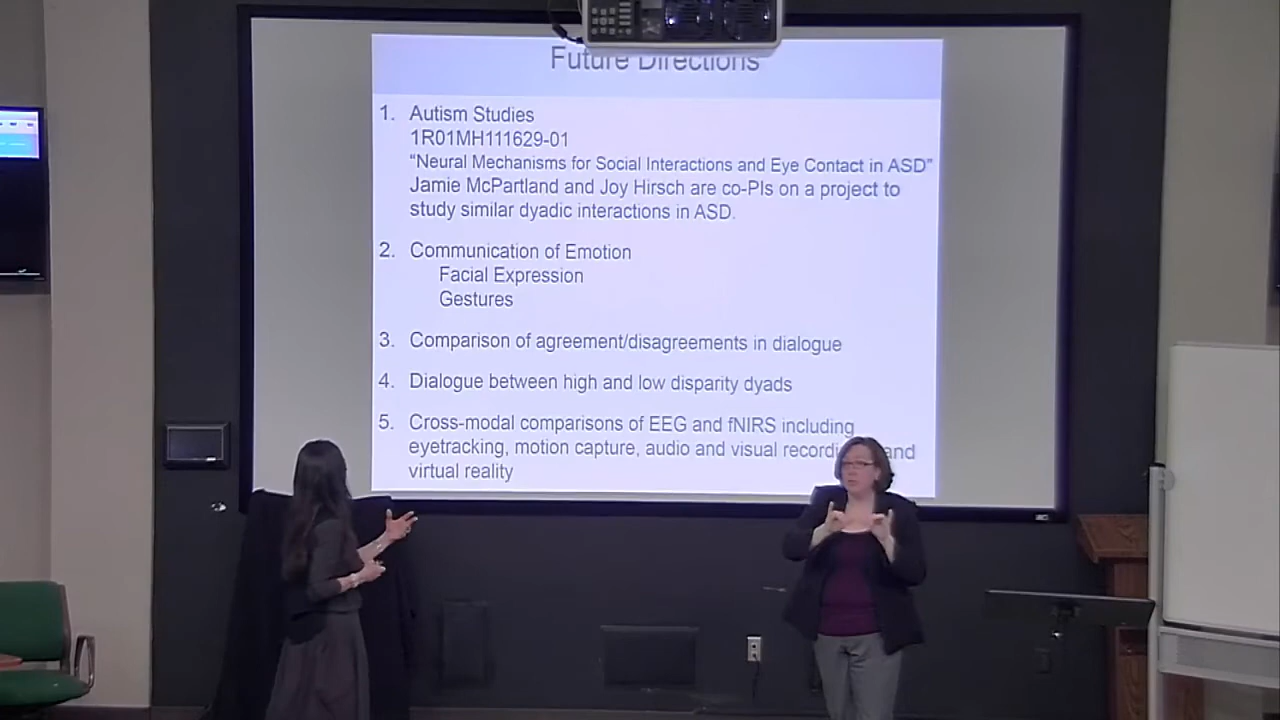 Future Directions
1. Autism Studies
1R01MH111629-01
“Neural Mechanisms for Social Interactions and Eye Contact in ASD”
Jamie McPartland and Joy Hirsch are co-PIs on a project to
study similar dyadic interactions in ASD.
2. Communication of Emotion
Facial Expression
Gestures
3. Comparison of agreement/disagreements in dialogue
4. Dialogue between high and low disparity dyads
5. Cross-modal comparisons of EEG and fNIRS including
eyetracking, motion capture, audio and visual and
virtual reality